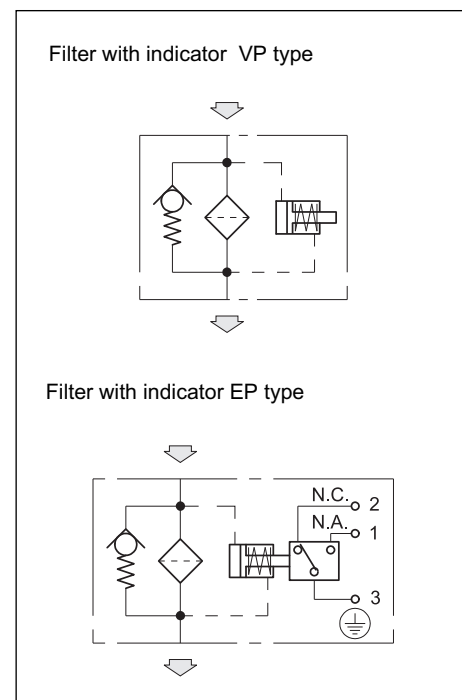 Filter with indicator VP type
Filter with indicator EP type
N.C. 2
N.A. 1
3